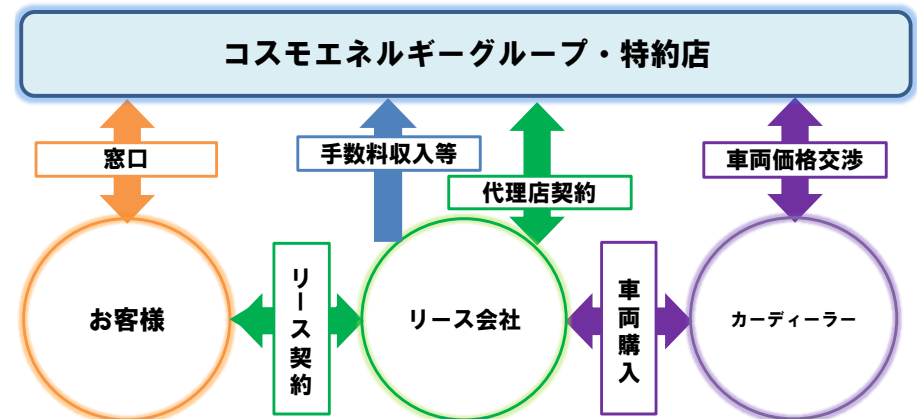 コスモエネルギーグループ・特約店
窓口
手数料収入等
代理店契約
車両価格交渉
お客様
リース契約
リース会社
車両購入
カーディーラー